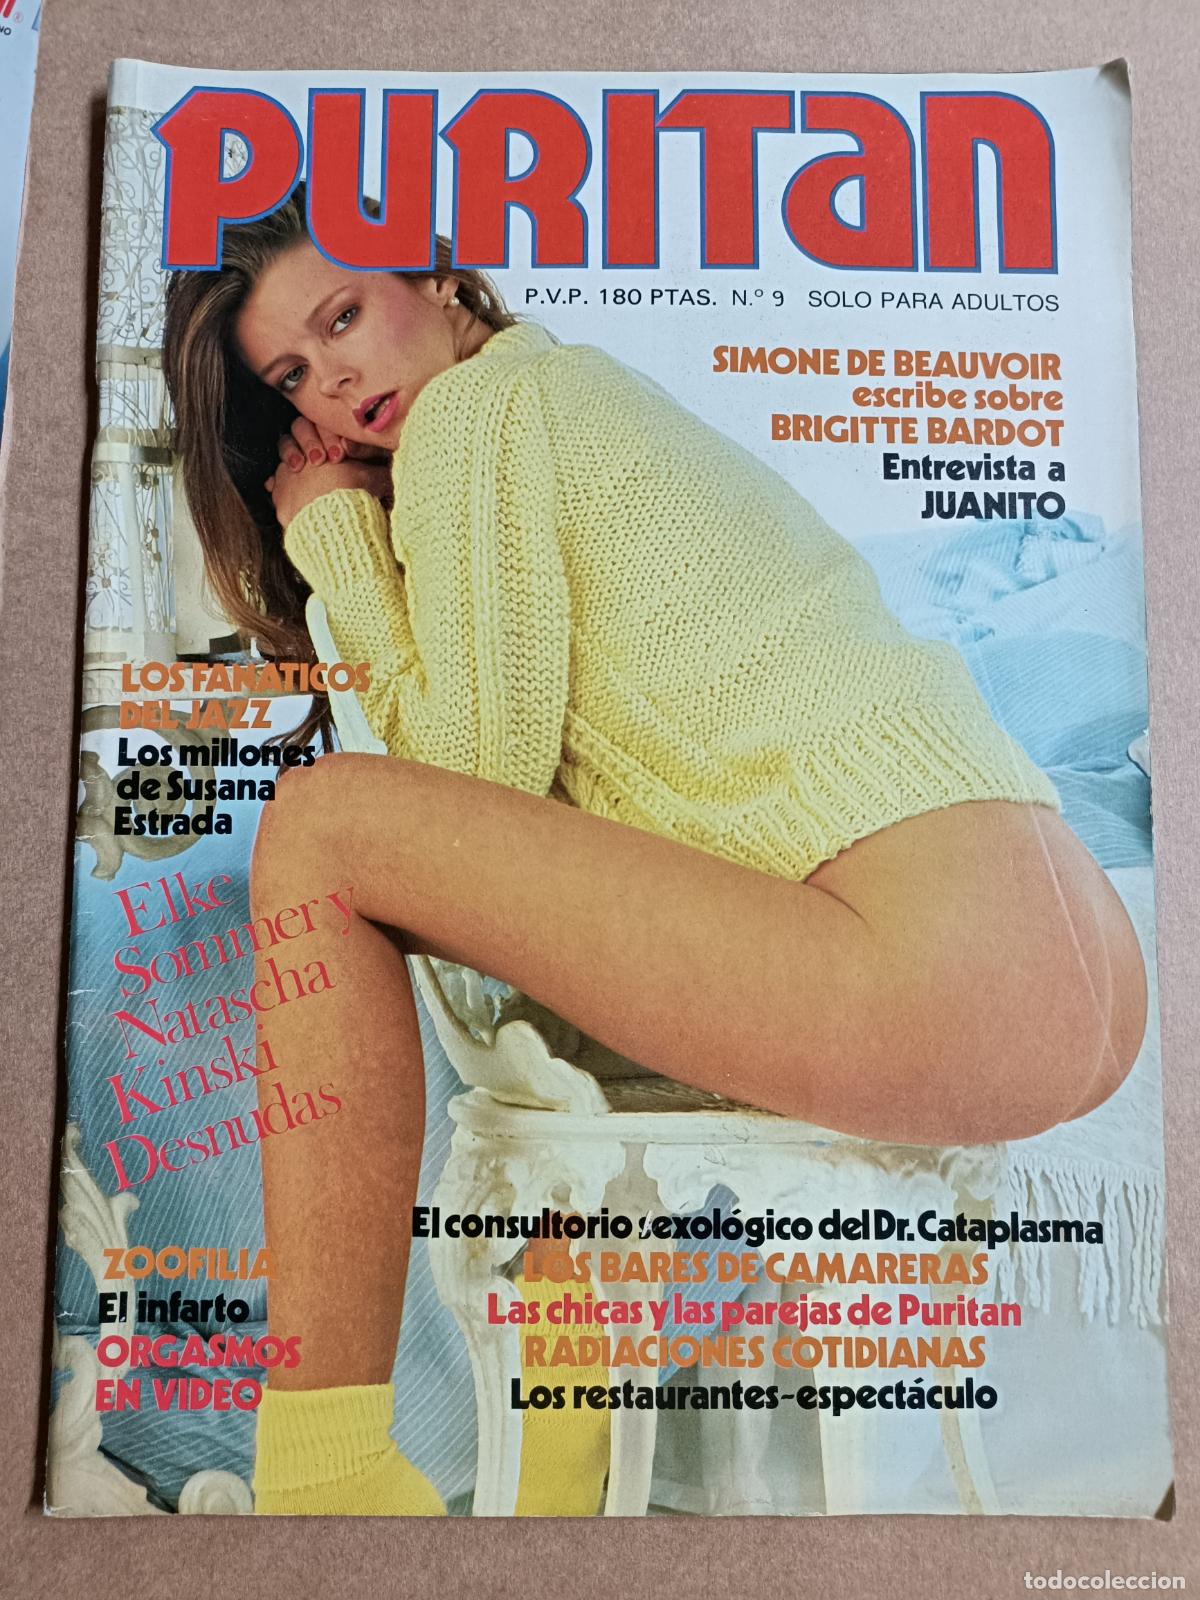 PURITan
P.V.P. 180 PTAS. N.º 9 SOLO PARA ADULTOS
SIMONE DE BEAUVOIR
escribe sobre
BRIGITTE BARDOT
Entrevista a
JUANITO
LOS FANATICOS
DEL JAZZ
Los millones
de Susana
Estrada
Elke
Sommer y
Natascha
Kinski
Desnudas
ZOOFILIA
El infarto
ORGASMOS
EN VIDEO
El consultorio sexológico del Dr. Cataplasma
LOS BARES DE CAMARERAS
Las chicas y las parejas de Puritan
RADIACIONES COTIDIANAS
Los restaurantes-espectáculo
todocoleccion